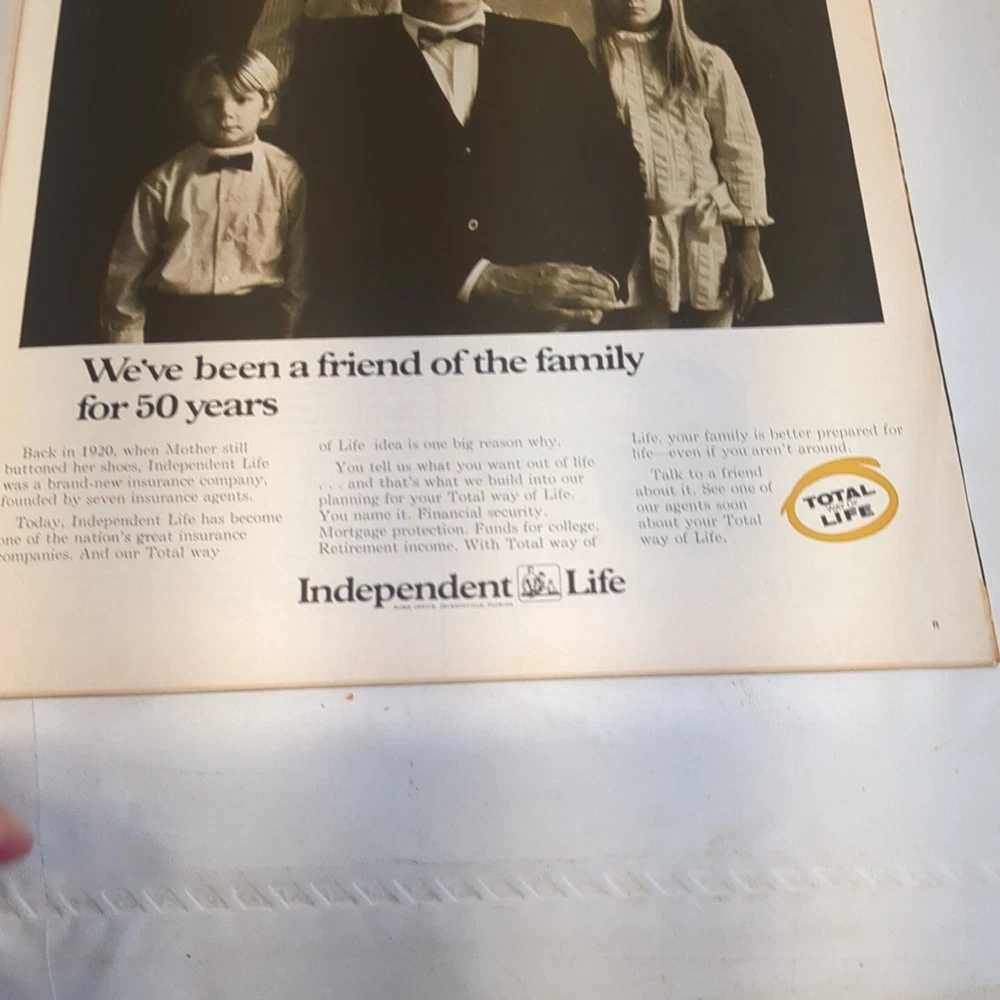 We've been a friend of the family
for 50 years
Back in 1920, when Mother still
buttoned her shoes, Independent Life
was a brand-new insurance company,
founded by seven insurance agents.
Today, Independent Life has become
one of the nation's great insurance
companies. And our Total way
of Life idea is one big reason why.
You tell us what you want out of life
. . . and that's what we build into our
planning for your Total way of Life.
You name it. Financial security.
Mortgage protection. Funds for college.
Retirement income. With Total way of
Life, your family is better prepared for
life—even if you aren't around.
Talk to a friend
about it. See one of
our agents soon
about your Total
way of Life.
TOTAL
WAY OF
LIFE
Independent Life
HOME OFFICE: JACKSONVILLE, FLORIDA
R